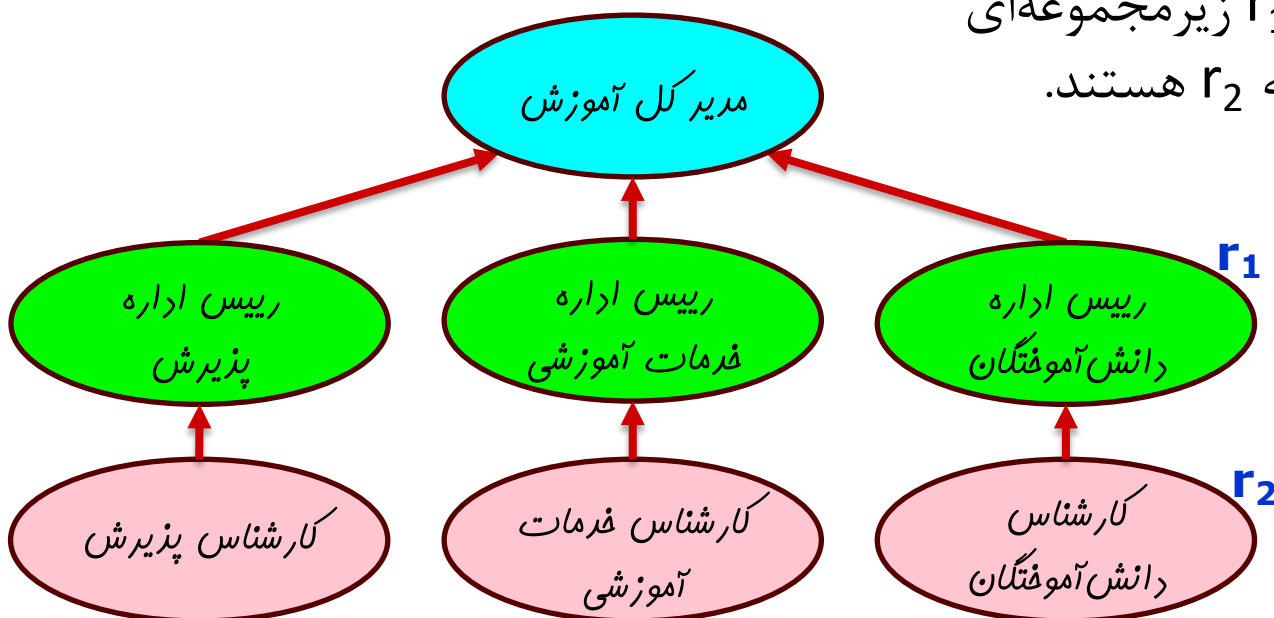 زیرمجموعه‌ای
r2 هستند.
مدیر کل آموزش
r1
رییس اداره
دانش‌آموختگان
رییس اداره
خدمات آموزشی
رییس اداره
پذیرش
r2
کارشناس
دانش‌آموختگان
کارشناس خدمات
آموزشی
کارشناس پذیرش